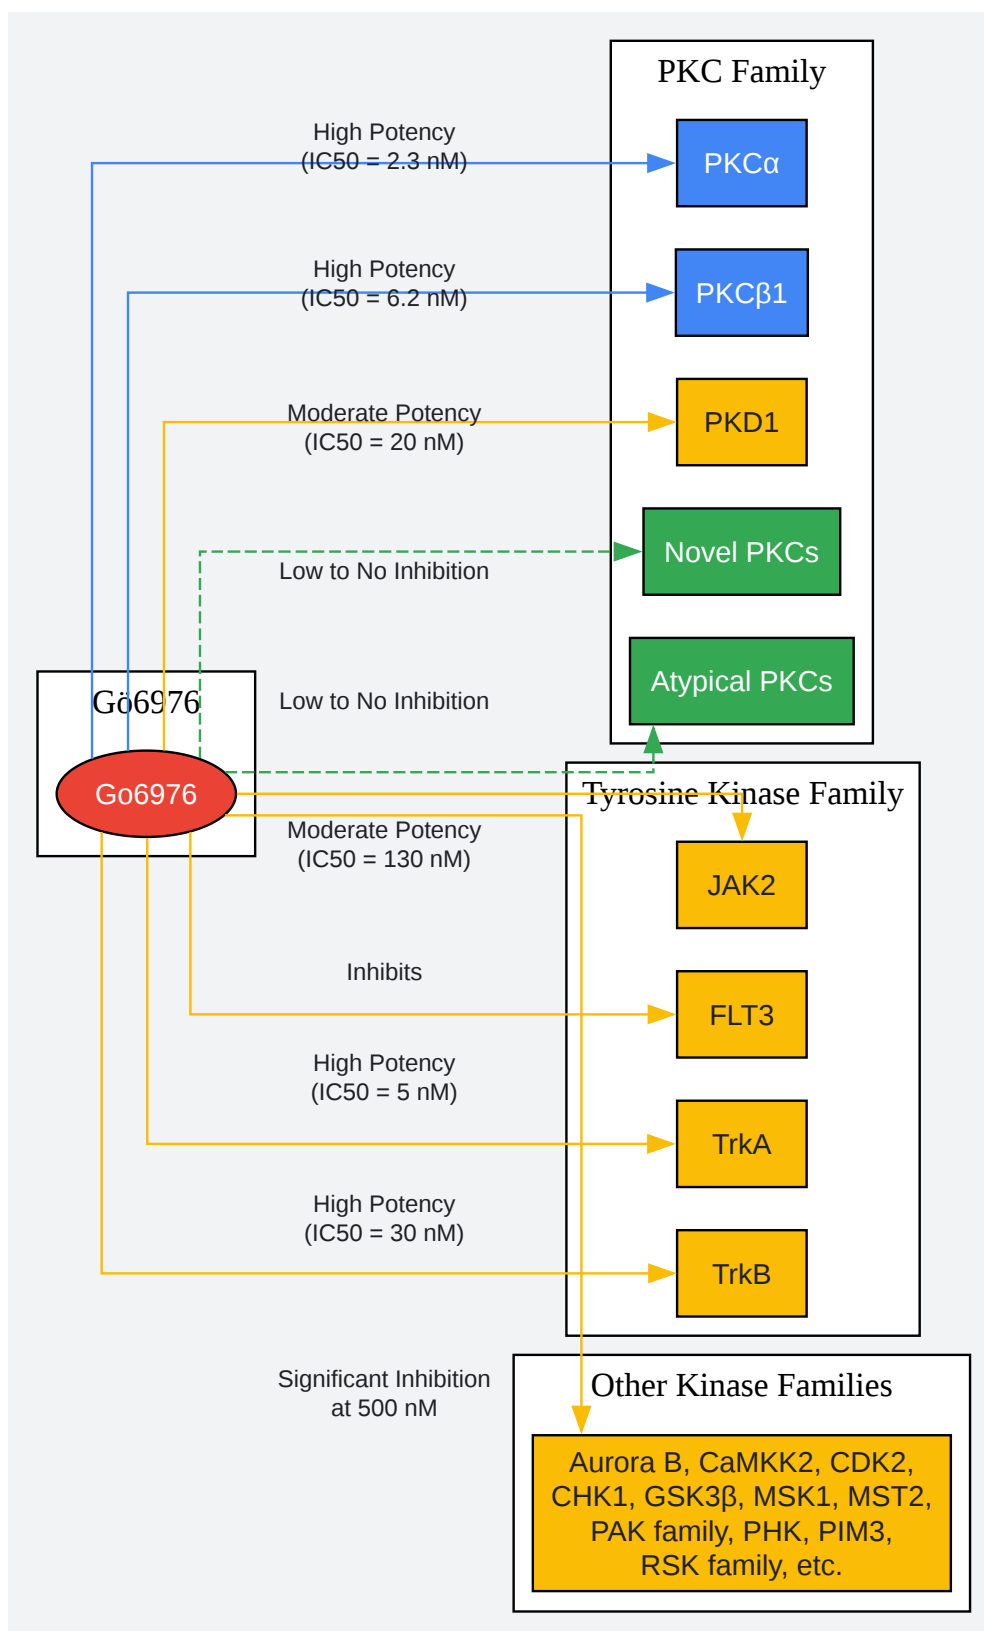 PKC Family
High Potency
(IC50 = 2.3 nM)
PKCα
High Potency
(IC50 = 6.2 nM)
PKCβ1
Moderate Potency
(IC50 = 20 nM)
PKD1
Novel PKCs
Low to No Inhibition
Atypical PKCs
Gö6976
Low to No Inhibition
Go6976
Tyrosine Kinase Family
Moderate Potency
(IC50 = 130 nM)
JAK2
Inhibits
FLT3
High Potency
(IC50 = 5 nM)
TrkA
High Potency
(IC50 = 30 nM)
TrkB
Significant Inhibition
at 500 nM
Other Kinase Families
Aurora B, CaMKK2, CDK2,
CHK1, GSK3β, MSK1, MST2,
PAK family, PHK, PIM3,
RSK family, etc.